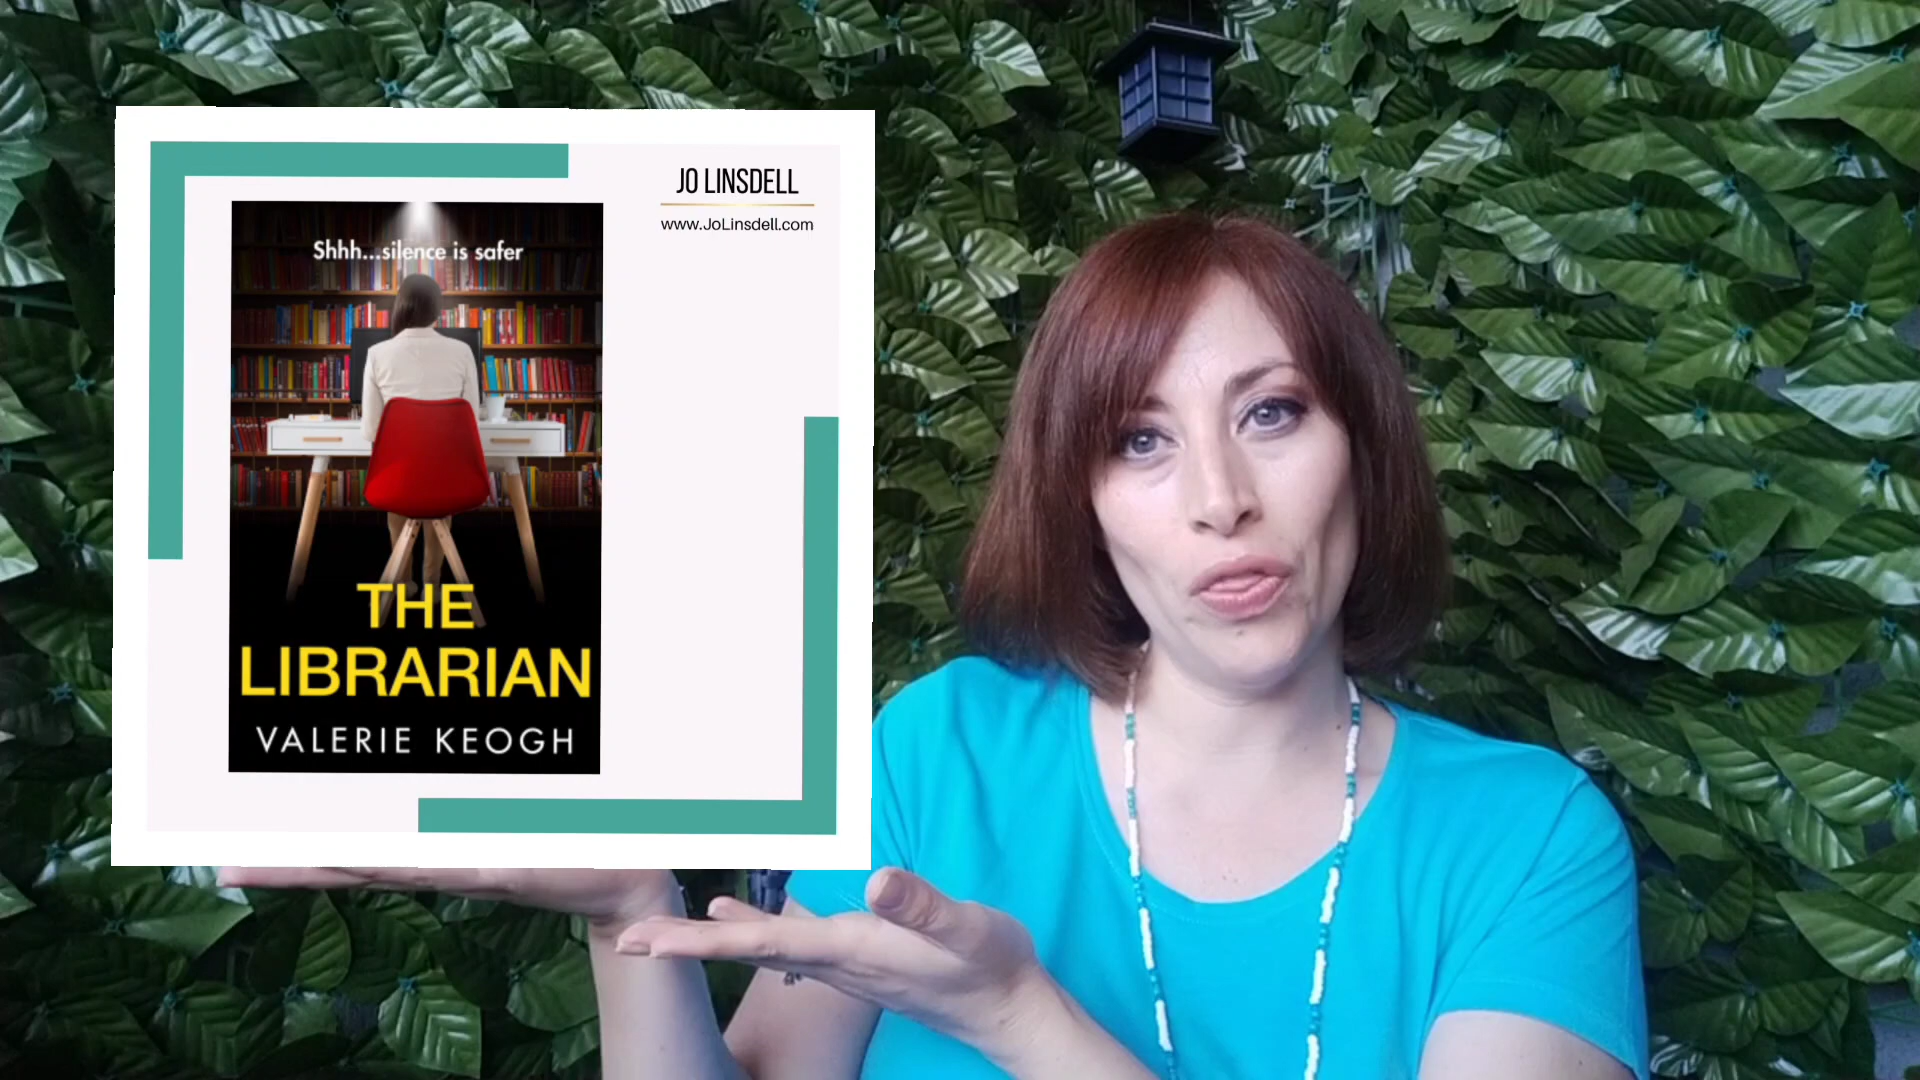 JO LINSDELL
www.JoLinsdell.com
Shhh...silence is safer
THE
LIBRARIAN
VALERIE KEOGH